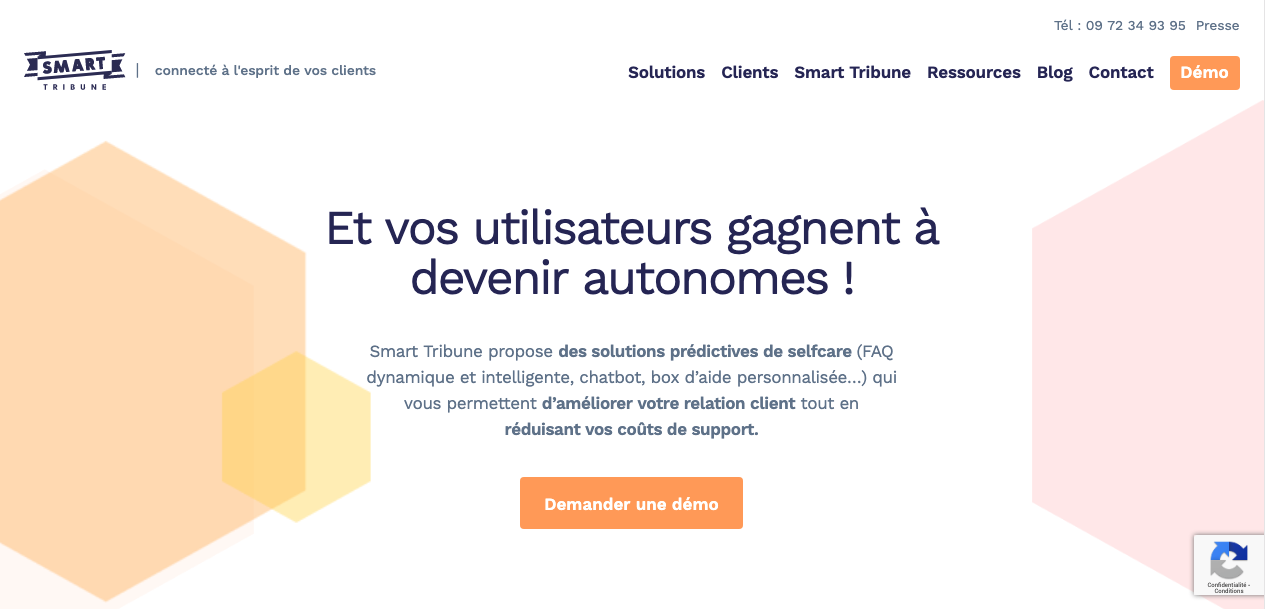 Tél : 09 72 34 93 95 Presse
SMART
TRIBUNE
| connecté à l'esprit de vos clients
Solutions Clients Smart Tribune Ressources Blog Contact Démo
Et vos utilisateurs gagnent à
devenir autonomes !
Smart Tribune propose des solutions prédictives de selfcare (FAQ
dynamique et intelligente, chatbot, box d’aide personnalisée...) qui
vous permettent d’améliorer votre relation client tout en
réduisant vos coûts de support.
Demander une démo
Confidentialité -
Conditions